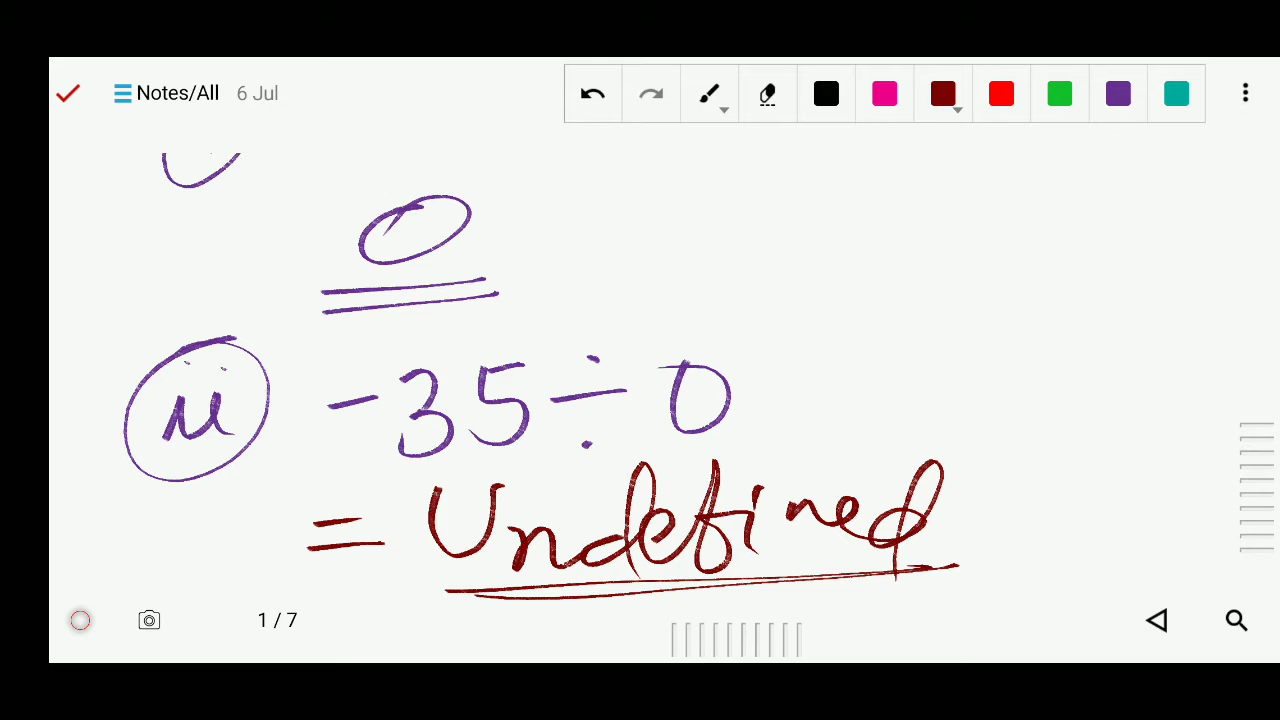 Notes/All 6 Jul
0
ii -35 ÷ 0
= Undefined
1 / 7